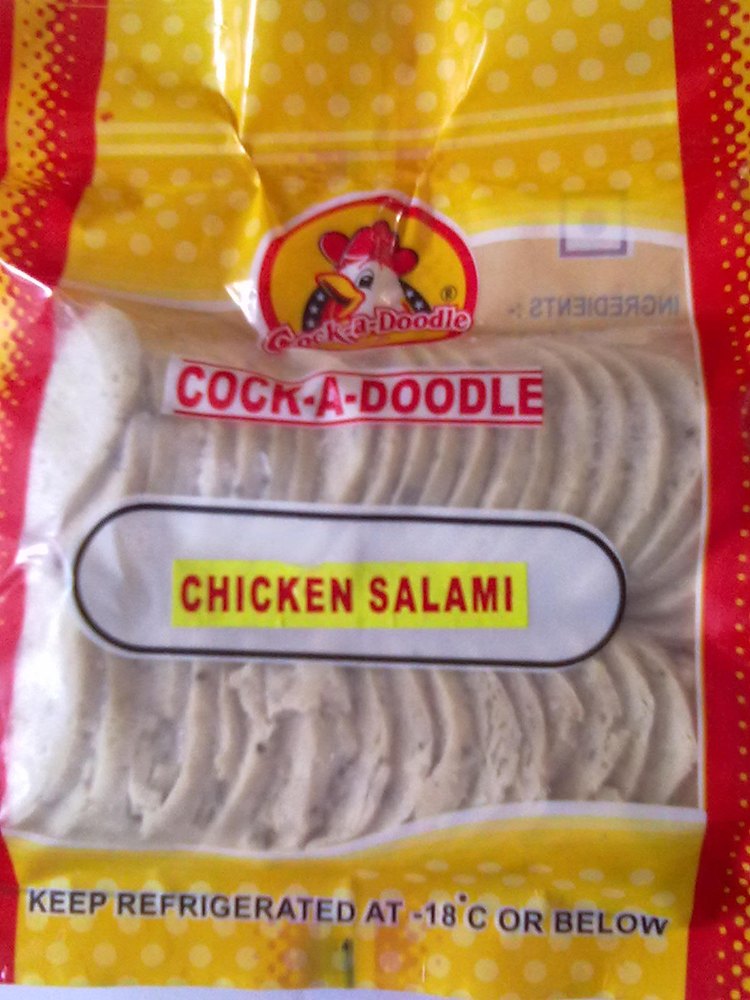 Cock-a-Doodle ®
INGREDIENTS :-
COCK-A-DOODLE
CHICKEN SALAMI
KEEP REFRIGERATED AT -18°C OR BELOW